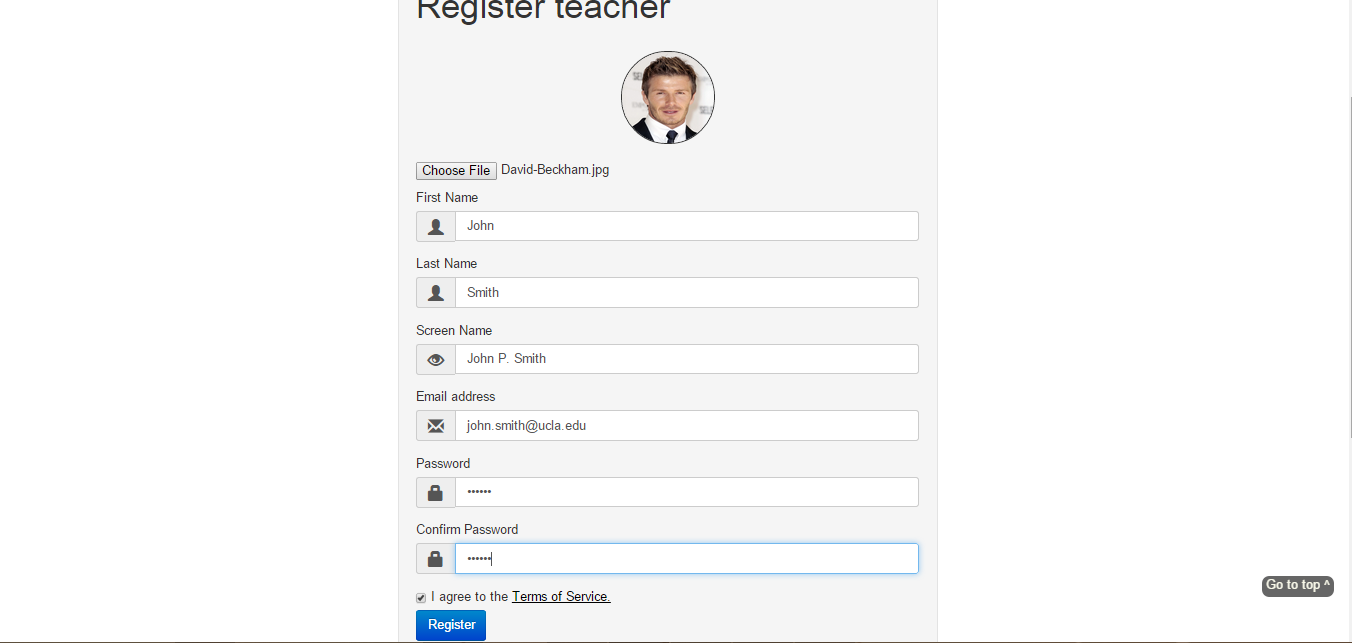 Register teacher
Choose File David-Beckham.jpg
First Name
John
Last Name
Smith
Screen Name
John P. Smith
Email address
john.smith@ucla.edu
Password
••••••
Confirm Password
••••••
I agree to the Terms of Service.
Go to top ^
Register